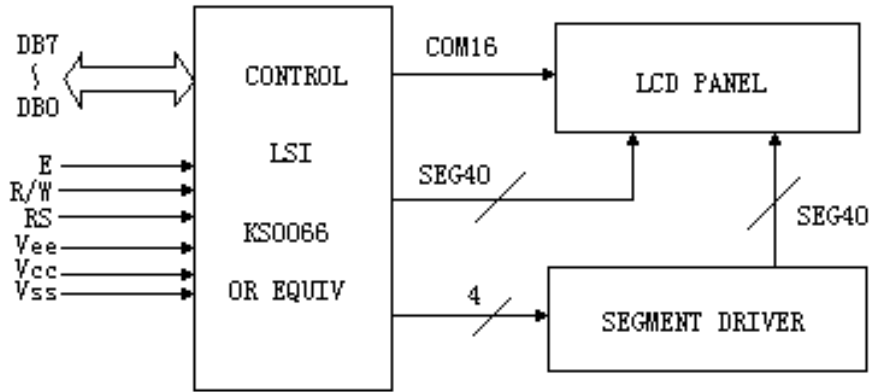 DB7
~
DB0
E
R/W
RS
Vee
Vcc
Vss
CONTROL
LSI
KS0066
OR EQUIV
COM16
SEG40
4
LCD PANEL
SEG40
SEGMENT DRIVER